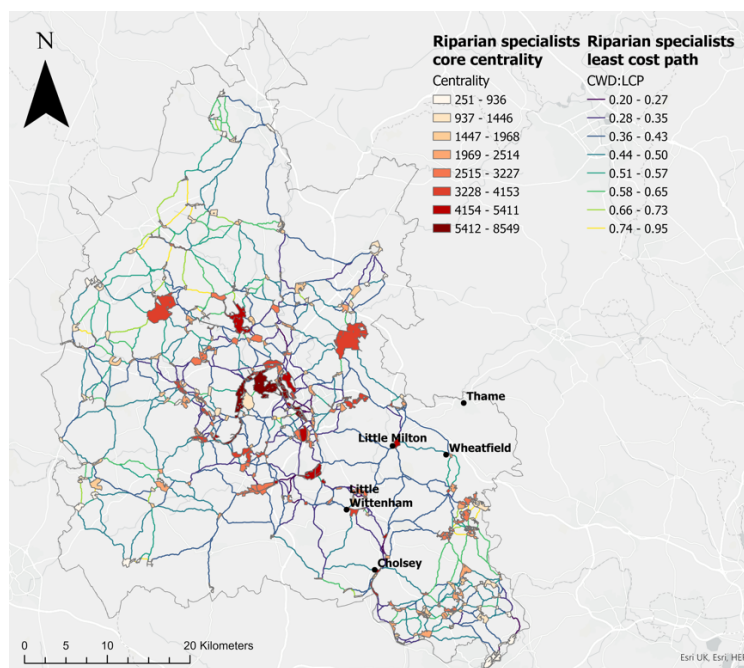 N
Riparian specialists
core centrality
Centrality
251 - 936
937 - 1446
1447 - 1968
1969 - 2514
2515 - 3227
3228 - 4153
4154 - 5411
5412 - 8549
Riparian specialists
least cost path
CWD:LCP
0.20 - 0.27
0.28 - 0.35
0.36 - 0.43
0.44 - 0.50
0.51 - 0.57
0.58 - 0.65
0.66 - 0.73
0.74 - 0.95
Thame
Little Milton
Wheatfield
Little
Wittenham
Cholsey
0 5 10 20 Kilometers
Esri UK, Esri, HE